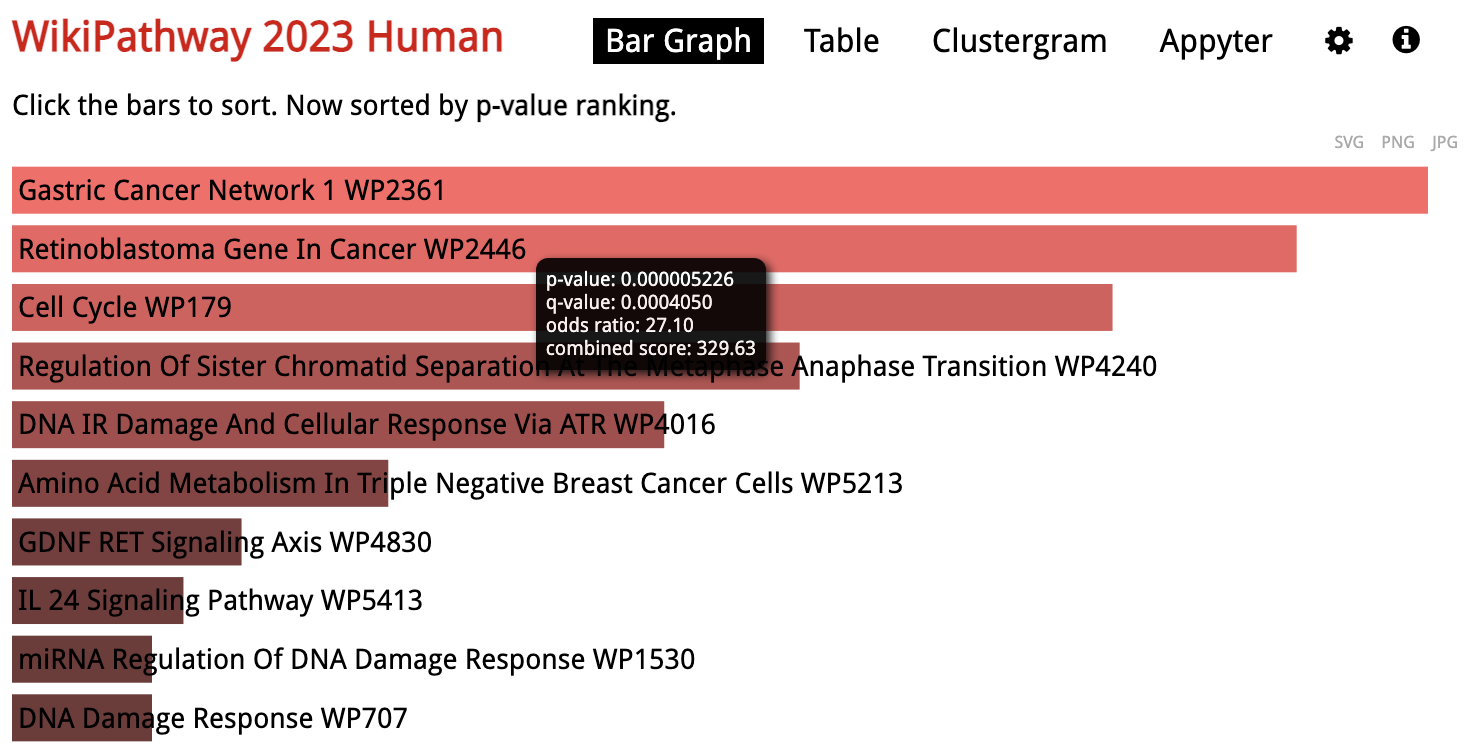 WikiPathway 2023 Human
Bar Graph Table Clustergram Appyter
Click the bars to sort. Now sorted by p-value ranking.
SVG PNG JPG
Gastric Cancer Network 1 WP2361
Retinoblastoma Gene In Cancer WP2446
p-value: 0.000005226
q-value: 0.0004050
odds ratio: 27.10
combined score: 329.63
Cell Cycle WP179
Regulation Of Sister Chromatid Separation At The Metaphase Anaphase Transition WP4240
DNA IR Damage And Cellular Response Via ATR WP4016
Amino Acid Metabolism In Triple Negative Breast Cancer Cells WP5213
GDNF RET Signaling Axis WP4830
IL 24 Signaling Pathway WP5413
miRNA Regulation Of DNA Damage Response WP1530
DNA Damage Response WP707